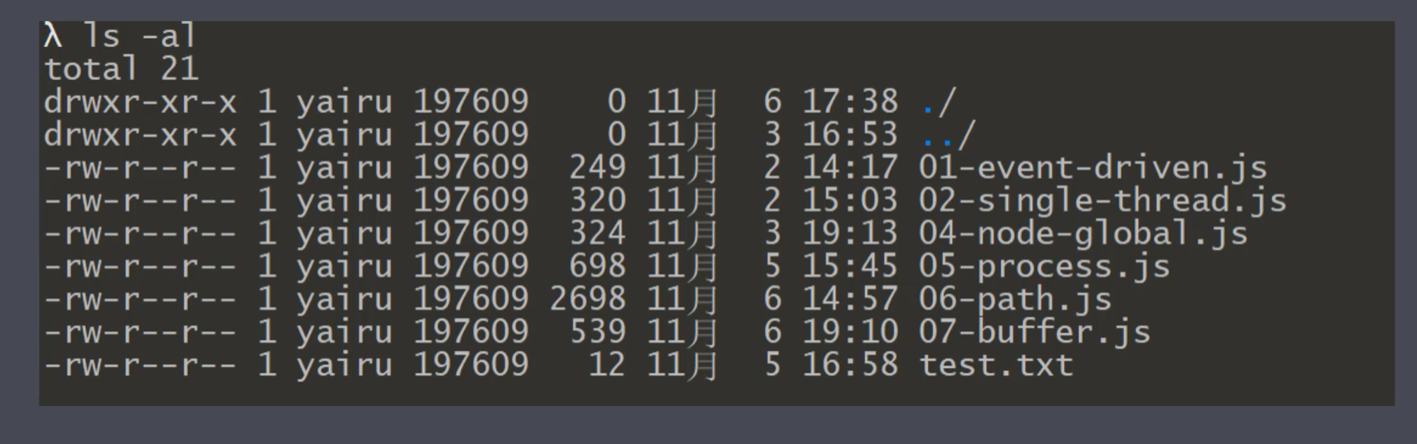 λ ls -al
total 21
drwxr-xr-x 1 yairu 197609    0 11月  6 17:38 ./
drwxr-xr-x 1 yairu 197609    0 11月  3 16:53 ../
-rw-r--r-- 1 yairu 197609  249 11月  2 14:17 01-event-driven.js
-rw-r--r-- 1 yairu 197609  320 11月  2 15:03 02-single-thread.js
-rw-r--r-- 1 yairu 197609  324 11月  3 19:13 04-node-global.js
-rw-r--r-- 1 yairu 197609  698 11月  5 15:45 05-process.js
-rw-r--r-- 1 yairu 197609 2698 11月  6 14:57 06-path.js
-rw-r--r-- 1 yairu 197609  539 11月  6 19:10 07-buffer.js
-rw-r--r-- 1 yairu 197609   12 11月  5 16:58 test.txt